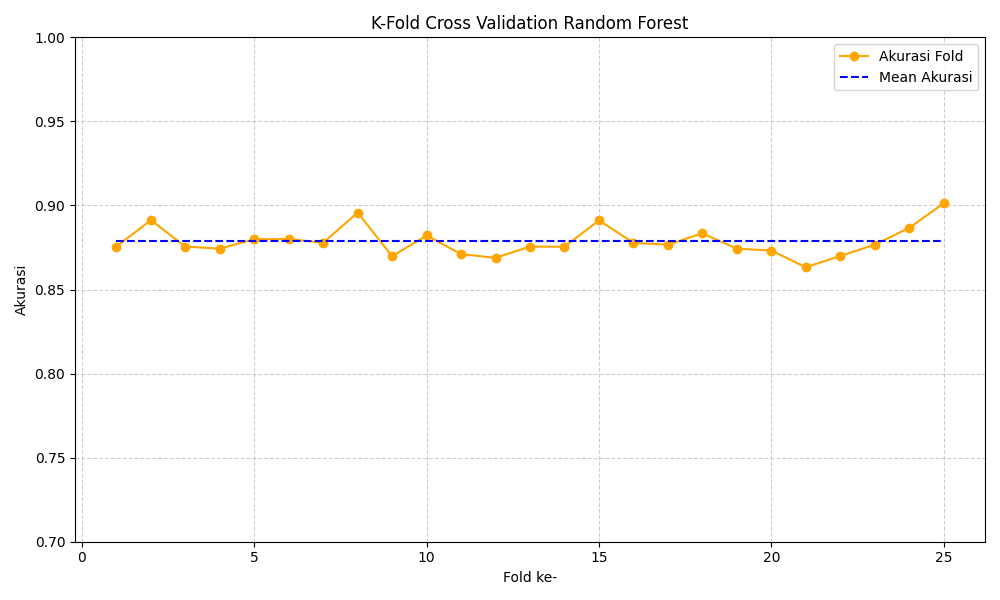 K-Fold Cross Validation Random Forest
Akurasi Fold
Mean Akurasi
Akurasi
1.00
0.95
0.90
0.85
0.80
0.75
0.70
0 5 10 15 20 25
Fold ke-